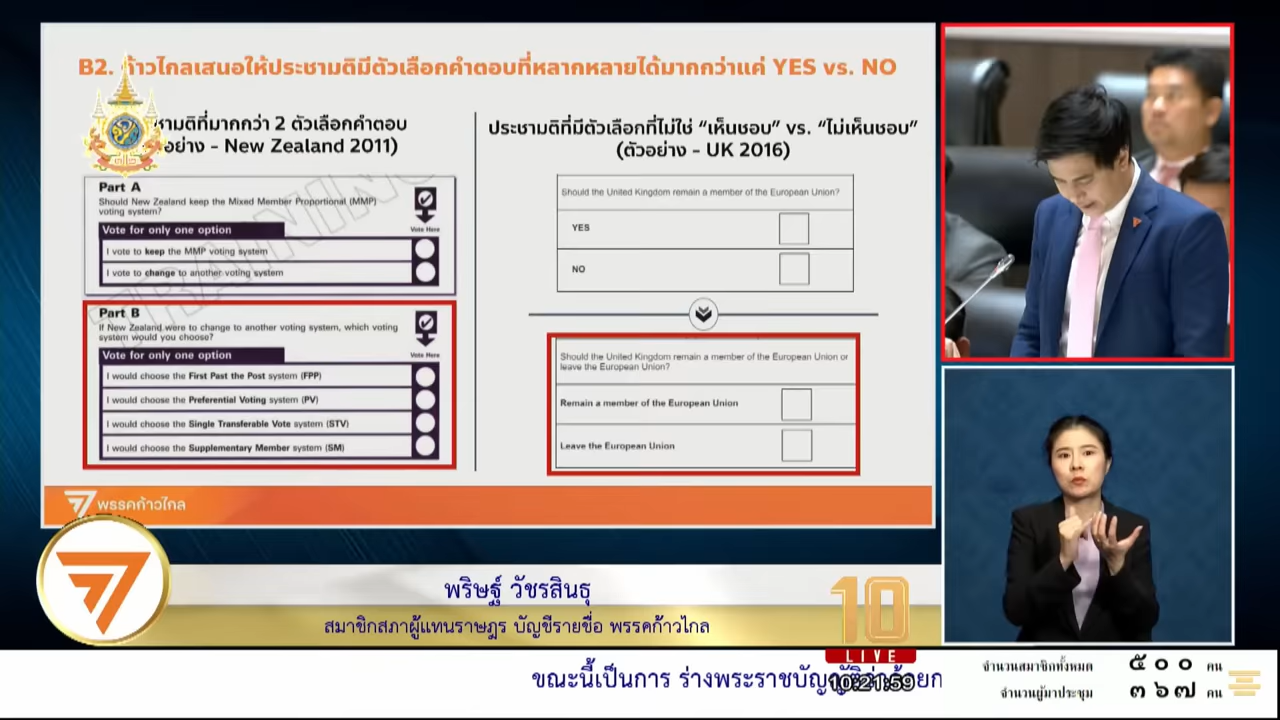 B2. ก้าวไกลเสนอให้ประชามติมีตัวเลือกคำตอบที่หลากหลายได้มากกว่าแค่ YES vs. NO
ชามติที่มากกว่า 2 ตัวเลือกคำตอบ
อย่าง - New Zealand 2011)
Part A
Should New Zealand keep the Mixed Member Proportional (MMP)
voting system?
Vote Here
Vote for only one option
I vote to keep the MMP voting system
I vote to change to another voting system
TRAINING
Part B
If New Zealand were to change to another voting system, which voting
system would you choose?
Vote Here
Vote for only one option
I would choose the First Past the Post system (FPP)
I would choose the Preferential Voting system (PV)
I would choose the Single Transferable Vote system (STV)
I would choose the Supplementary Member system (SM)
ประชามติที่มีตัวเลือกที่ไม่ใช่ “เห็นชอบ” vs. “ไม่เห็นชอบ”
(ตัวอย่าง - UK 2016)
Should the United Kingdom remain a member of the European Union?
YES
NO
Should the United Kingdom remain a member of the European Union or
leave the European Union?
Remain a member of the European Union
Leave the European Union
พรรคก้าวไกล
พริษฐ์ วัชรสินธุ
สมาชิกสภาผู้แทนราษฎร บัญชีรายชื่อ พรรคก้าวไกล
10
LIVE
10:21:59
ขณะนี้เป็นการ ร่างพระราชบัญญัติ
จำนวนสมาชิกทั้งหมด ๕๐๐ คน
จำนวนผู้มาประชุม ๓๖๗ คน